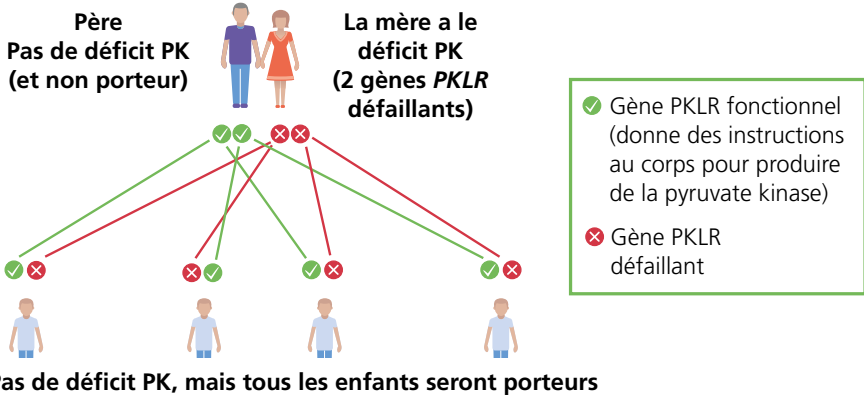 Père
Pas de déficit PK
(et non porteur)
La mère a le
déficit PK
(2 gènes PKLR
défaillants)
Gène PKLR fonctionnel
(donne des instructions
au corps pour produire
de la pyruvate kinase)
Gène PKLR
défaillant
Pas de déficit PK, mais tous les enfants seront porteurs